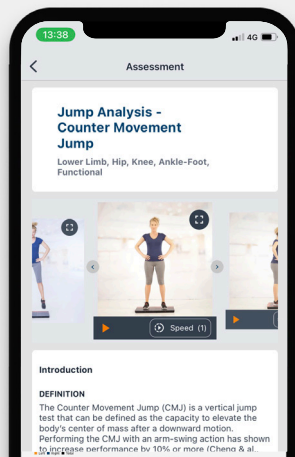 13:38
4G
Assessment
Jump Analysis -
Counter Movement
Jump
Lower Limb, Hip, Knee, Ankle-Foot,
Functional
Speed (1)
Introduction
DEFINITION
The Counter Movement Jump (CMJ) is a vertical jump
test that can be defined as the capacity to elevate the
body's center of mass after a downward motion.
Performing the CMJ with an arm-swing action has shown
to increase performance by 10% or more (Cheng & al.,